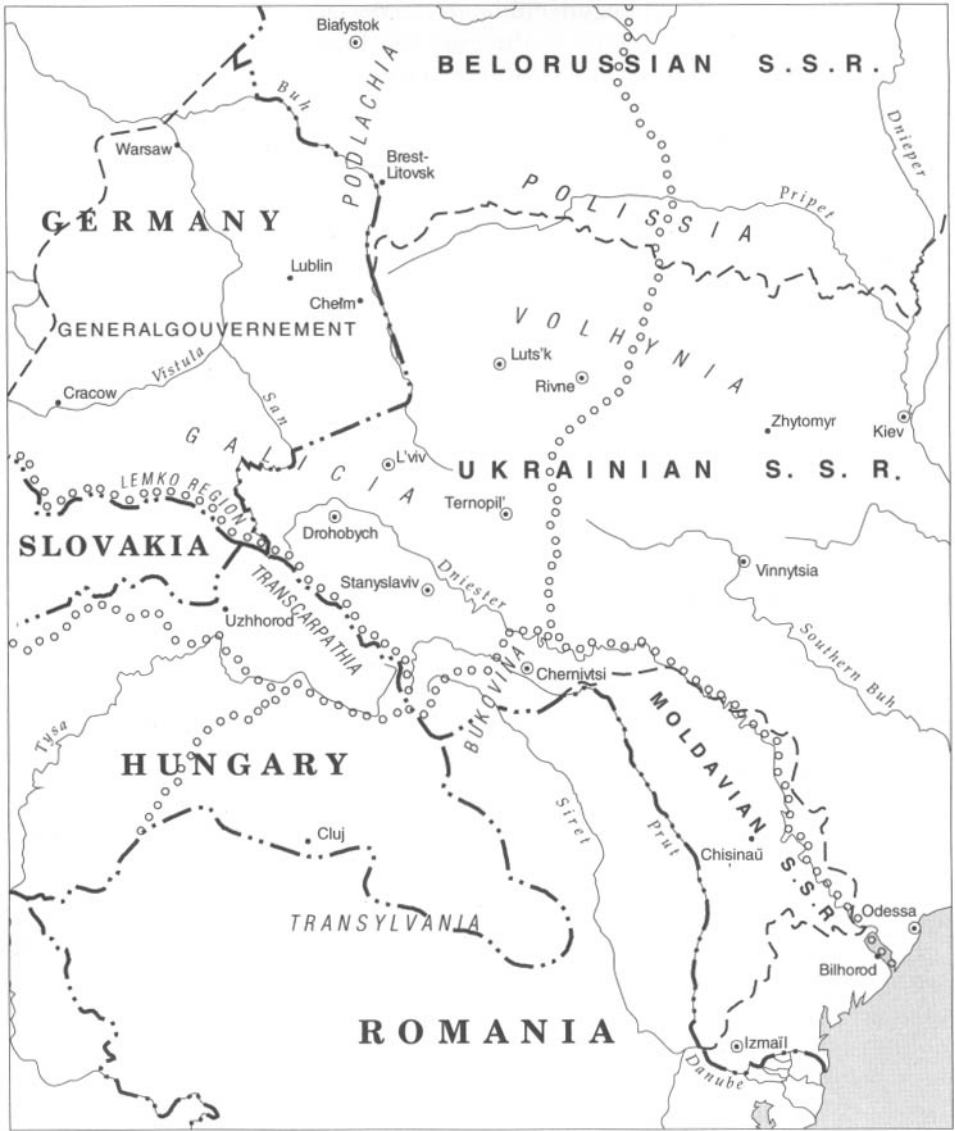 Białystok
BELORUSSIAN S.S.R.
Buh
PODLACHIA
Dnieper
Warsaw
Brest-
Litovsk
POLISSIA
Pripet
GERMANY
Lublin
Chełm
VOLHYNIA
GENERALGOUVERNEMENT
Luts'k
Rivne
Vistula
Cracow
San
Zhytomyr
Kiev
GALICIA
L'viv
UKRAINIAN S.S.R.
LEMKO REGION
Ternopil'
Drohobych
SLOVAKIA
Vinnytsia
Stanyslaviv
Dniester
TRANSCARPATHIA
Uzhhorod
Southern Buh
Chernivtsi
BUKOVINA
Tysa
MOLDAVIAN S.S.R.
HUNGARY
Siret
Prut
Cluj
Chişinaŭ
TRANSYLVANIA
Odessa
Bilhorod
ROMANIA
Izmaïl
Danube